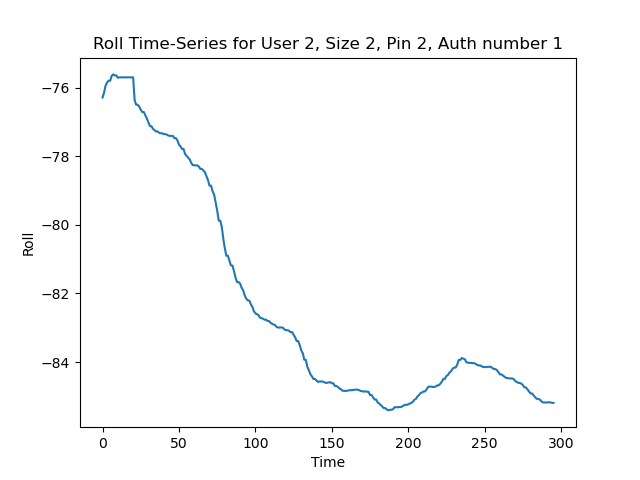 Roll Time-Series for User 2, Size 2, Pin 2, Auth number 1
−76
−78
−80
−82
−84
Roll
0 50 100 150 200 250 300
Time